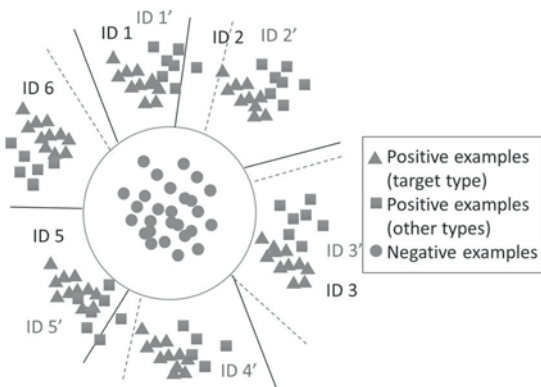 ID 1
ID 1’
ID 2
ID 2’
ID 6
Positive examples
(target type)
Positive examples
(other types)
Negative examples
ID 3’
ID 3
ID 5
ID 5’
ID 4’